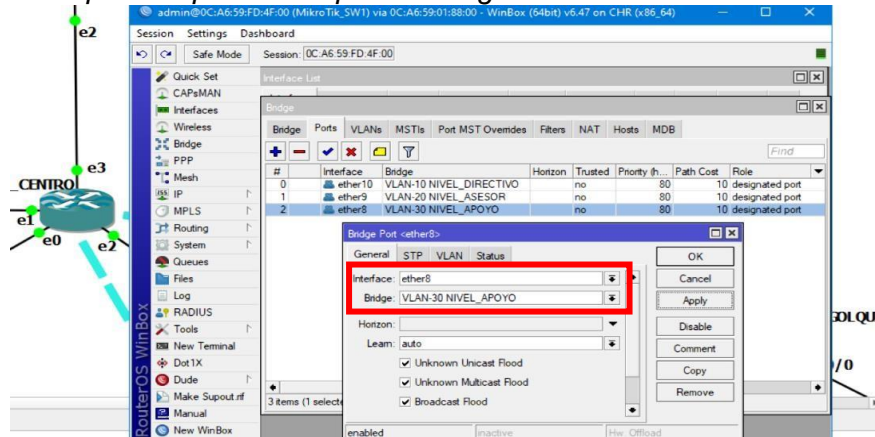 admin@0C:A6:59:FD:4F:00 (MikroTik_SW1) via 0C:A6:59:01:88:00 - WinBox (64bit) v6.47 on CHR (x86_64)
e2
Session Settings Dashboard
Safe Mode Session: 0C:A6:59:FD:4F:00
Quick Set
Interface List
CAPsMAN
Interfaces
Bridge
Wireless
Bridge Ports VLANs MSTIs Port MST Overrides Filters NAT Hosts MDB
Bridge
PPP
Find
Mesh
# Interface Bridge Horizon Trusted Priority (h... Path Cost Role
0 ether10 VLAN-10 NIVEL_DIRECTIVO no 80 10 designated port
1 ether9 VLAN-20 NIVEL_ASESOR no 80 10 designated port
2 ether8 VLAN-30 NIVEL_APOYO no 80 10 designated port
e3
_CENTRO
e1
e0
e2
IP
MPLS
Routing
System
Queues
Files
Log
RADIUS
Tools
New Terminal
Dot1X
Dude
Make Supout.rif
Manual
New WinBox
RouterOS WinBox
Bridge Port <ether8>
General STP VLAN Status
Interface: ether8
Bridge: VLAN-30 NIVEL_APOYO
Horizon:
Learn: auto
Unknown Unicast Flood
Unknown Multicast Flood
Broadcast Flood
OK
Cancel
Apply
Disable
Comment
Copy
Remove
3 items (1 selecte
enabled inactive Hw. Offload
GOLQU
/0